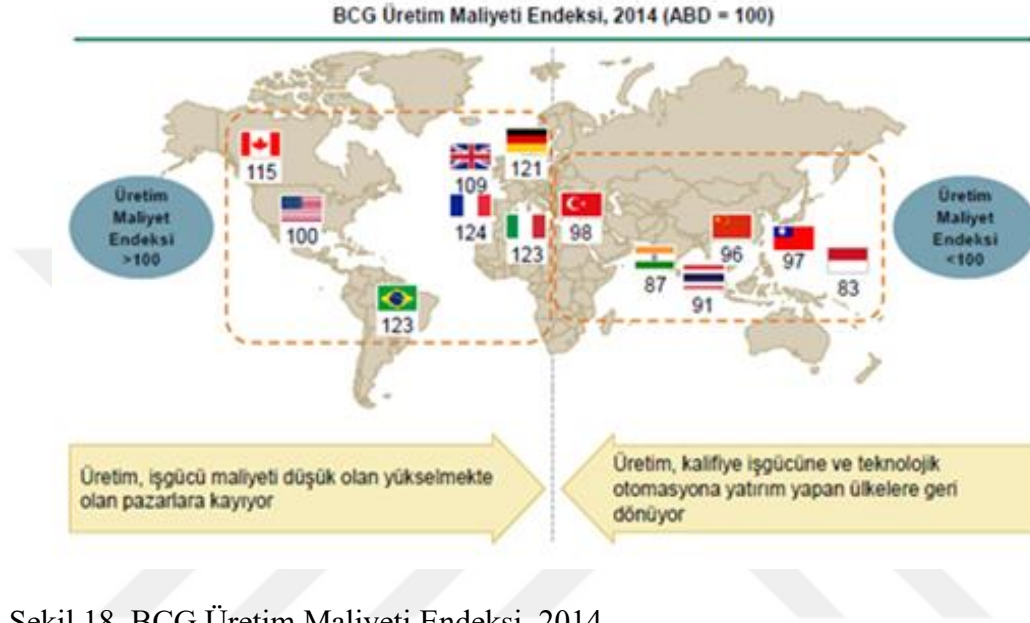 BCG Üretim Maliyeti Endeksi, 2014 (ABD = 100)
Üretim
Maliyet
Endeksi
>100
115
100
123
109
124
121
123
98
87
91
96
97
83
Üretim
Maliyet
Endeksi
<100
Üretim, işgücü maliyeti düşük olan yükselmekte
olan pazarlara kayıyor
Üretim, kalifiye işgücüne ve teknolojik
otomasyona yatırım yapan ülkelere geri
dönüyor
Şekil 18. BCG Üretim Maliyeti Endeksi, 2014